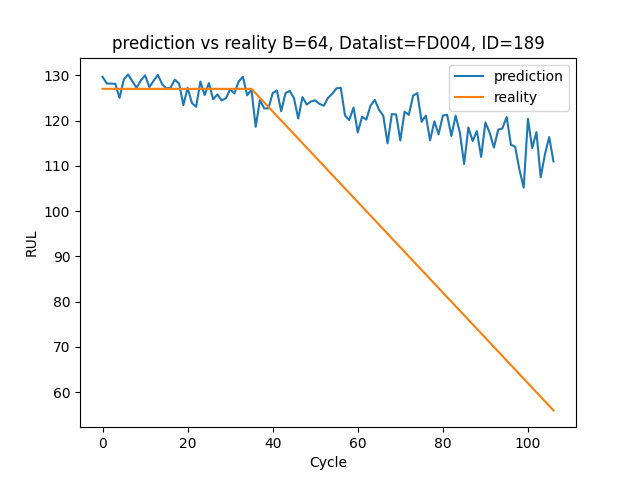 prediction vs reality B=64, Datalist=FD004, ID=189
prediction
reality
130
120
110
100
90
80
70
60
RUL
0 20 40 60 80 100
Cycle